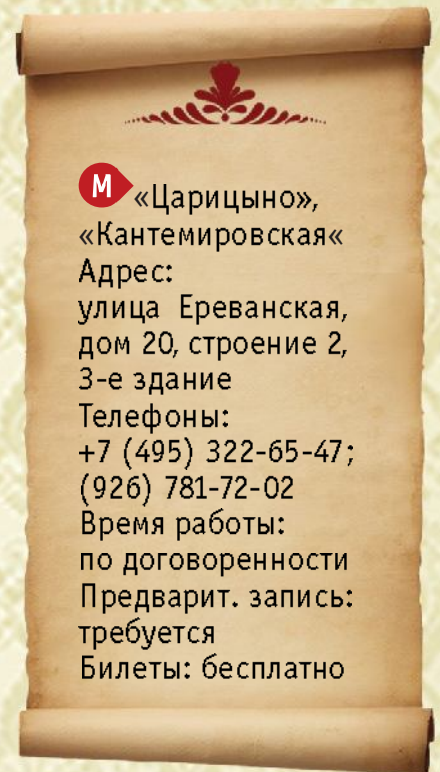 М «Царицыно»,
«Кантемировская«
Адрес:
улица Ереванская,
дом 20, строение 2,
3-е здание
Телефоны:
+7 (495) 322-65-47;
(926) 781-72-02
Время работы:
по договоренности
Предварит. запись:
требуется
Билеты: бесплатно